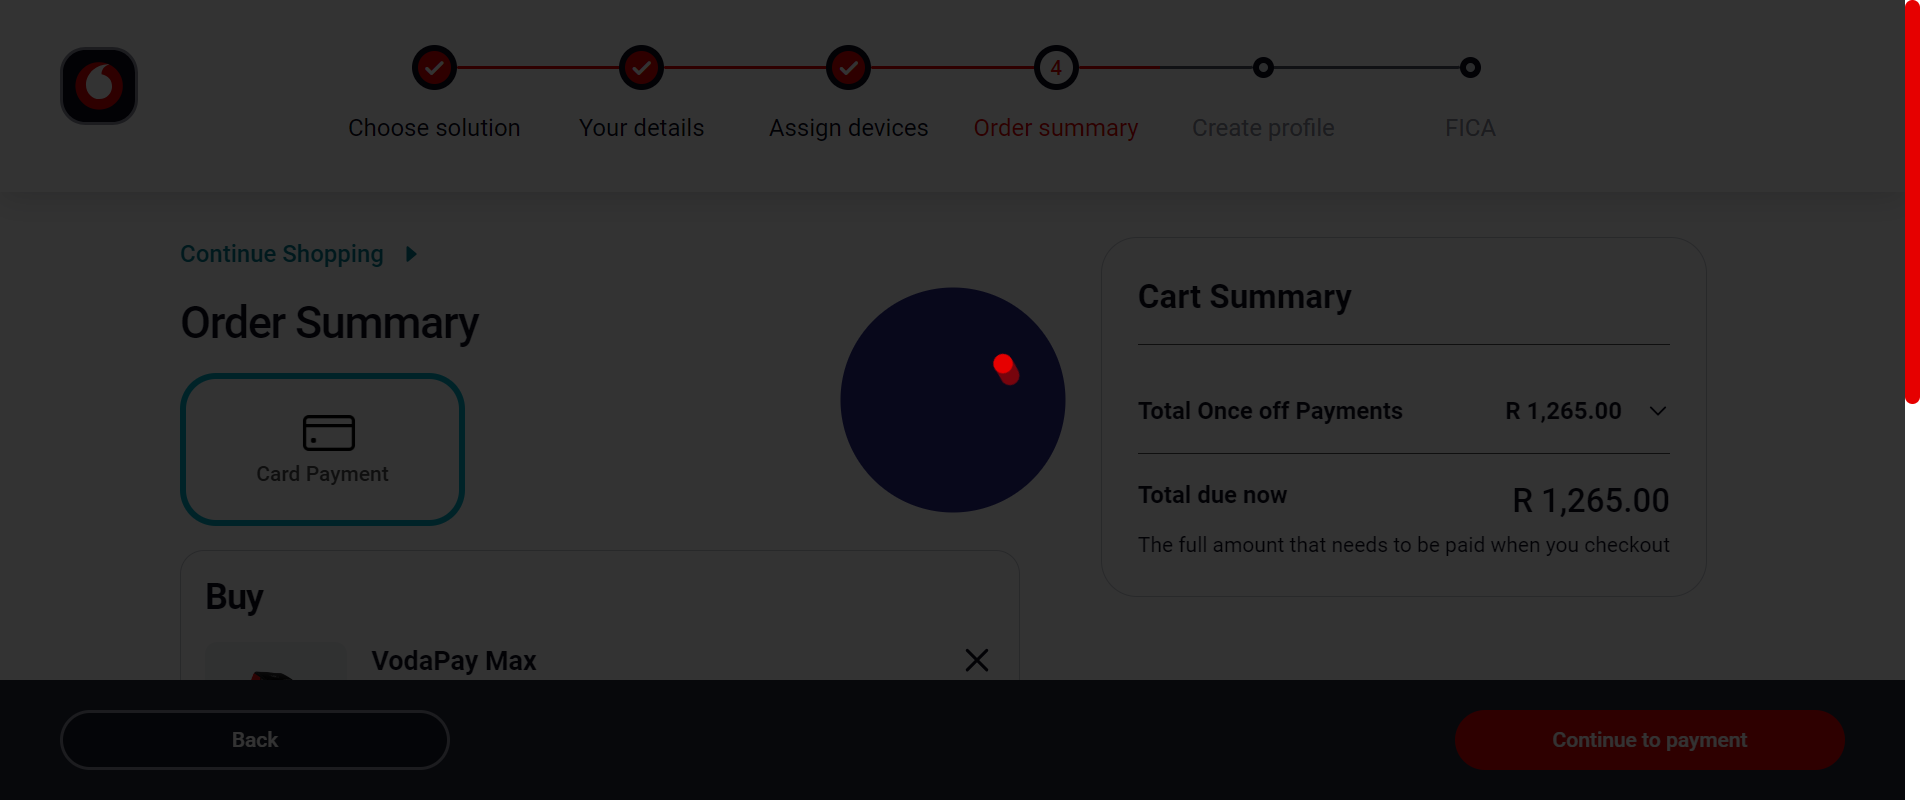 4
Choose solution
Your details
Assign devices
Order summary
Create profile
FICA
Continue Shopping
Order Summary
Card Payment
Buy
VodaPay Max
Cart Summary
Total Once off Payments R 1,265.00
Total due now R 1,265.00
The full amount that needs to be paid when you checkout
Back
Continue to payment